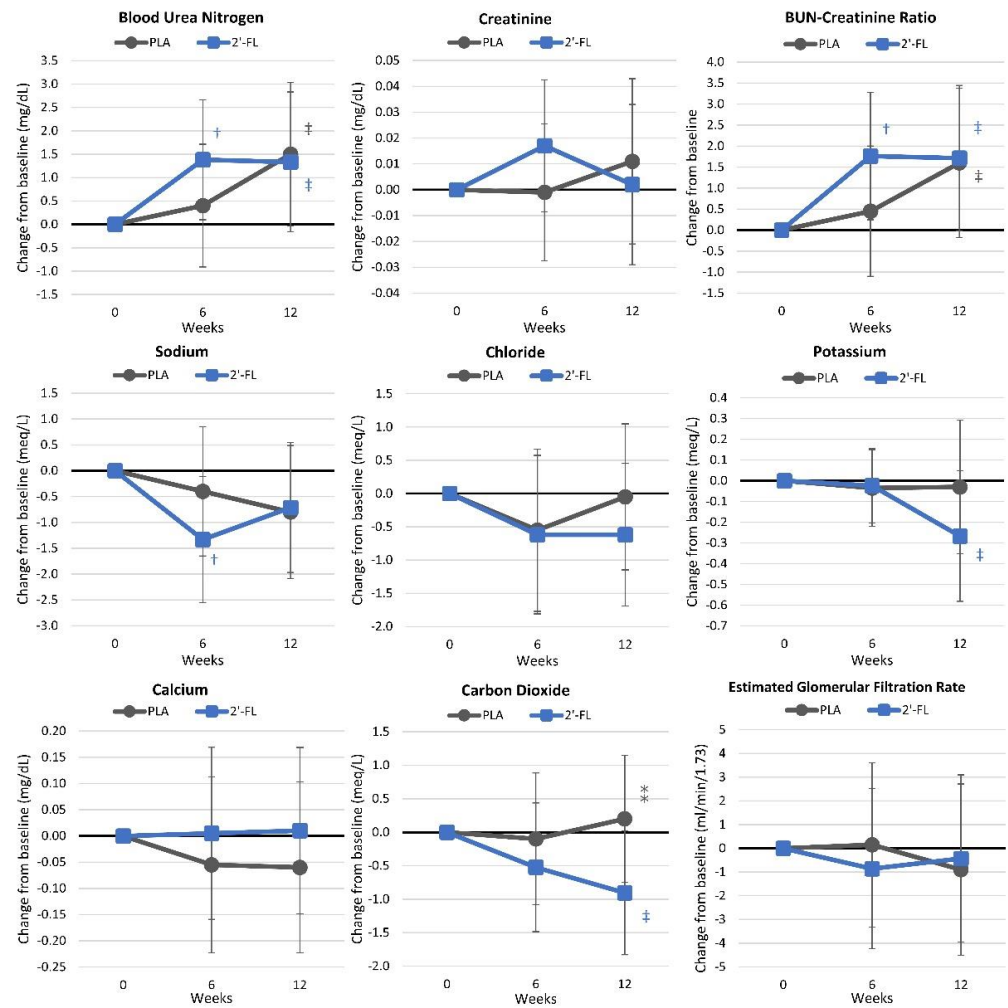 Blood Urea Nitrogen
PLA 2'-FL
Change from baseline (mg/dL)
3.5
3.0
2.5
2.0
1.5
1.0
0.5
0.0
-0.5
-1.0
-1.5
†
‡
‡
0 6 12
Weeks
Creatinine
PLA 2'-FL
Change from baseline (mg/dL)
0.05
0.04
0.03
0.02
0.01
0.00
-0.01
-0.02
-0.03
-0.04
0 6 12
Weeks
BUN-Creatinine Ratio
PLA 2'-FL
Change from baseline
4.0
3.5
3.0
2.5
2.0
1.5
1.0
0.5
0.0
-0.5
-1.0
-1.5
†
‡
‡
0 6 12
Weeks
Sodium
PLA 2'-FL
Change from baseline (meq/L)
1.5
1.0
0.5
0.0
-0.5
-1.0
-1.5
-2.0
-2.5
-3.0
†
0 6 12
Weeks
Chloride
PLA 2'-FL
Change from baseline (meq/L)
1.5
1.0
0.5
0.0
-0.5
-1.0
-1.5
-2.0
0 6 12
Weeks
Potassium
PLA 2'-FL
Change from baseline (meq/L)
0.4
0.3
0.2
0.1
0.0
-0.1
-0.2
-0.3
-0.4
-0.5
-0.6
-0.7
‡
0 6 12
Weeks
Calcium
PLA 2'-FL
Change from baseline (mg/dL)
0.20
0.15
0.10
0.05
0.00
-0.05
-0.10
-0.15
-0.20
-0.25
0 6 12
Weeks
Carbon Dioxide
PLA 2'-FL
Change from baseline (meq/L)
1.5
1.0
0.5
0.0
-0.5
-1.0
-1.5
-2.0
**
‡
0 6 12
Weeks
Estimated Glomerular Filtration Rate
PLA 2'-FL
Change from baseline (ml/min/1.73)
5
4
3
2
1
0
-1
-2
-3
-4
-5
0 6 12
Weeks